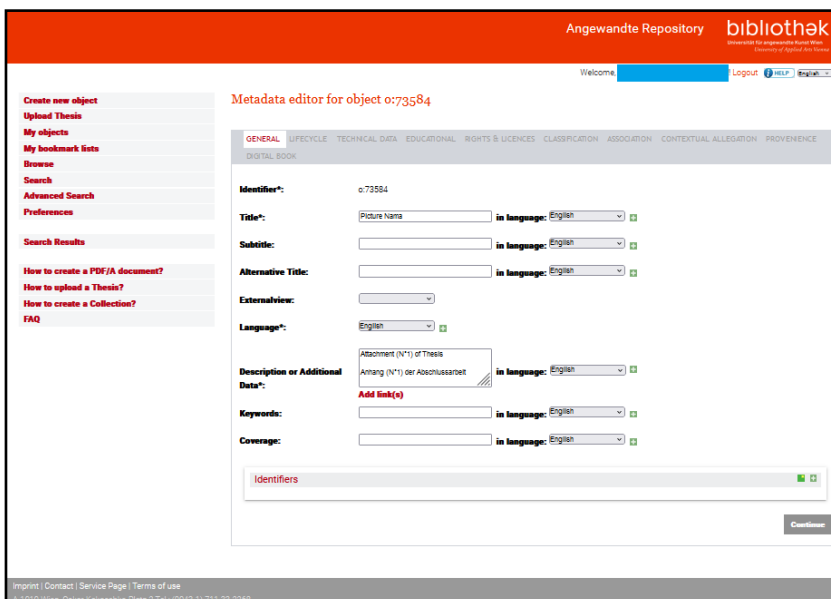 Angewandte Repository
bibliothək
Universität für angewandte Kunst Wien
University of Applied Arts Vienna
Welcome, ! Logout HELP English
Create new object
Upload Thesis
My objects
My bookmark lists
Browse
Search
Advanced Search
Preferences
Search Results
How to create a PDF/A document?
How to upload a Thesis?
How to create a Collection?
FAQ
Metadata editor for object o:73584
GENERAL LIFECYCLE TECHNICAL DATA EDUCATIONAL RIGHTS & LICENCES CLASSIFICATION ASSOCIATION CONTEXTUAL ALLEGATION PROVENIENCE
DIGITAL BOOK
Identifier*: o:73584
Title*: Picture Name in language: English
Subtitle: in language: English
Alternative Title: in language: English
Externalview:
Language*: English
Description or Additional Data*: Attachment (N°1) of Thesis
Anhang (N°1) der Abschlussarbeit
in language: English
Add link(s)
Keywords: in language: English
Coverage: in language: English
Identifiers
Continue
Imprint | Contact | Service Page | Terms of use